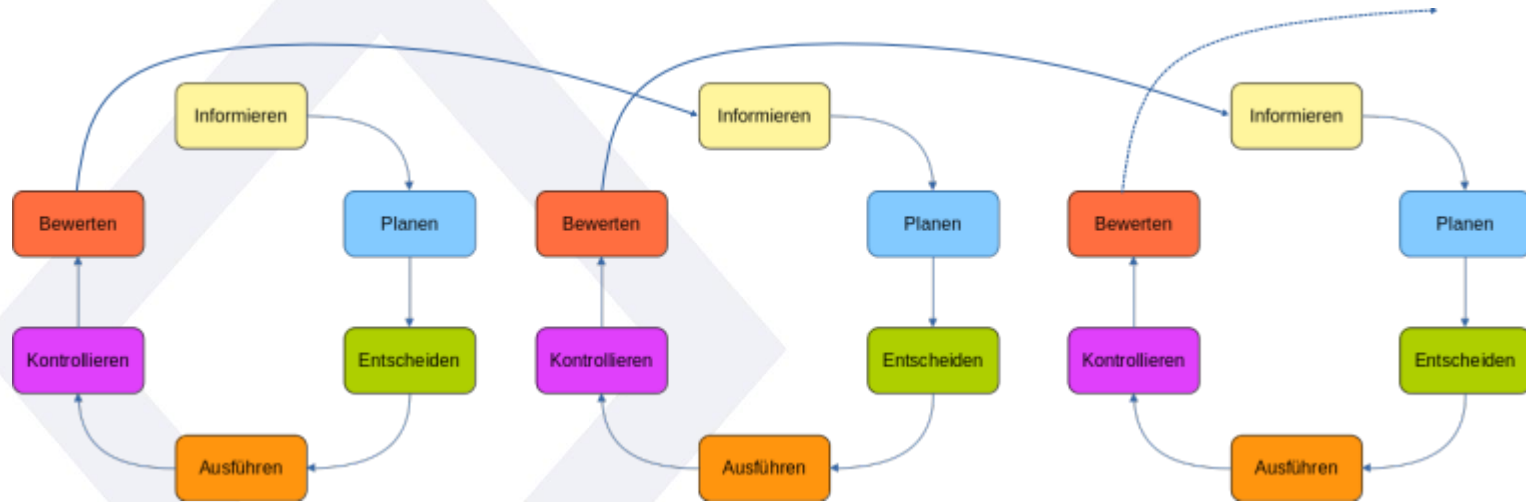 Informieren
Planen
Entscheiden
Ausführen
Kontrollieren
Bewerten
Informieren
Planen
Entscheiden
Ausführen
Kontrollieren
Bewerten
Informieren
Planen
Entscheiden
Ausführen
Kontrollieren
Bewerten